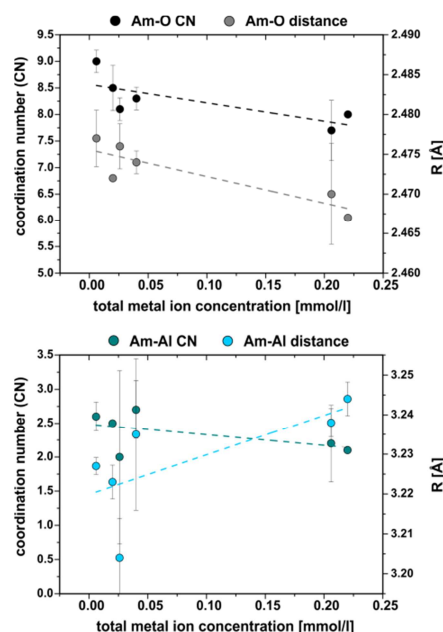 Am-O CN Am-O distance
9.5 2.490
9.0
8.5 2.485
8.0
7.5 2.480
7.0 2.475
6.5
6.0 2.470
5.5 2.465
5.0 2.460
coordination number (CN)
R [Å]
0.00 0.05 0.10 0.15 0.20 0.25
total metal ion concentration [mmol/l]
Am-Al CN Am-Al distance
3.5
3.25
3.0
2.5 3.24
2.0
3.23
1.5 3.22
1.0
3.21
0.5
0.0 3.20
coordination number (CN)
R [Å]
0.00 0.05 0.10 0.15 0.20 0.25
total metal ion concentration [mmol/l]